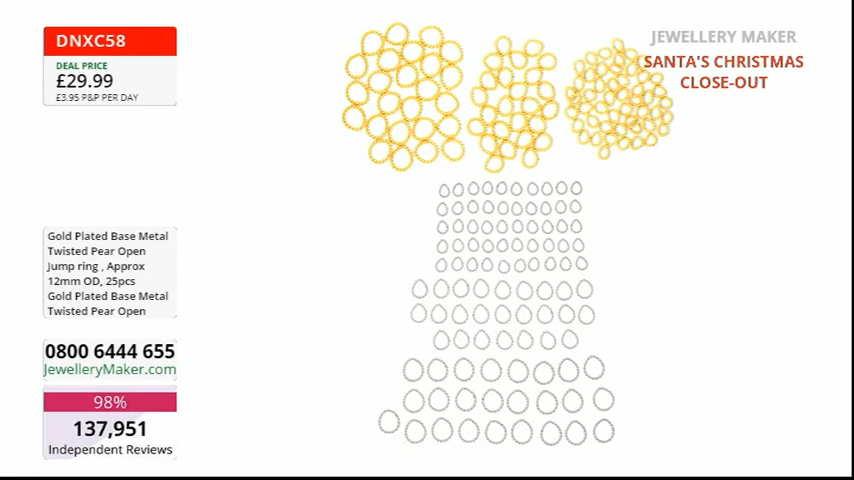 DNXC58
DEAL PRICE
£29.99
£3.95 P&P PER DAY
JEWELLERY MAKER
SANTA'S CHRISTMAS
CLOSE-OUT
Gold Plated Base Metal
Twisted Pear Open
Jump ring , Approx
12mm OD, 25pcs
Gold Plated Base Metal
Twisted Pear Open
0800 6444 655
JewelleryMaker.com
98%
137,951
Independent Reviews